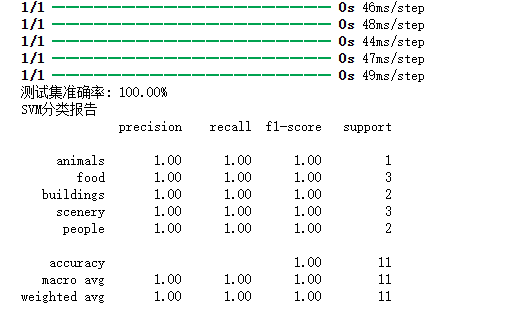 1/1 ━━━━━━━━━━━━━━━━━━━━ 0s 46ms/step
1/1 ━━━━━━━━━━━━━━━━━━━━ 0s 48ms/step
1/1 ━━━━━━━━━━━━━━━━━━━━ 0s 44ms/step
1/1 ━━━━━━━━━━━━━━━━━━━━ 0s 47ms/step
1/1 ━━━━━━━━━━━━━━━━━━━━ 0s 49ms/step
测试集准确率: 100.00%
SVM分类报告
precision recall f1-score support
animals 1.00 1.00 1.00 1
food 1.00 1.00 1.00 3
buildings 1.00 1.00 1.00 2
scenery 1.00 1.00 1.00 3
people 1.00 1.00 1.00 2
accuracy 1.00 11
macro avg 1.00 1.00 1.00 11
weighted avg 1.00 1.00 1.00 11